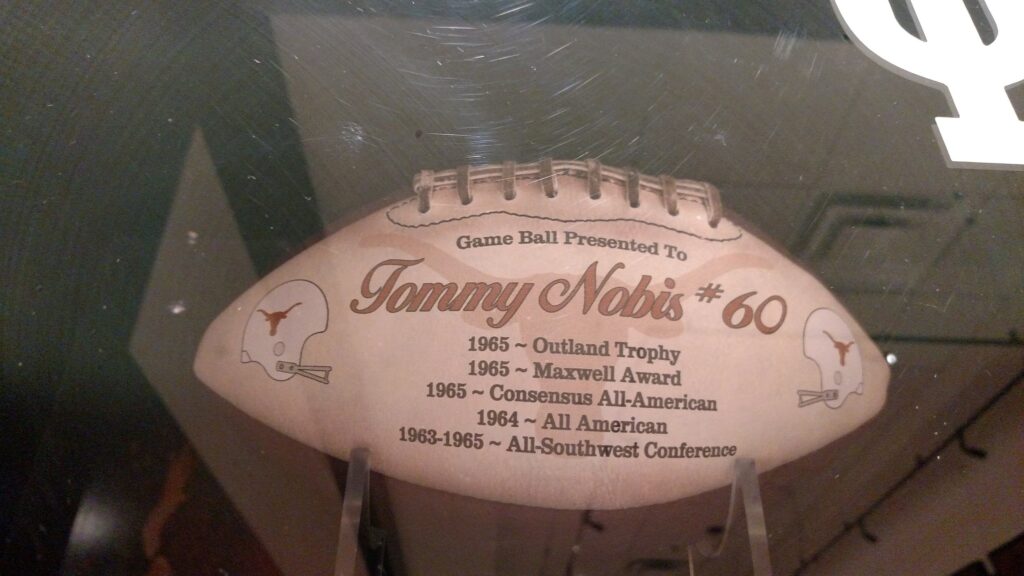 Game Ball Presented To
Tommy Nobis #60
1965 ~ Outland Trophy
1965 ~ Maxwell Award
1965 ~ Consensus All-American
1964 ~ All American
1963-1965 ~ All-Southwest Conference